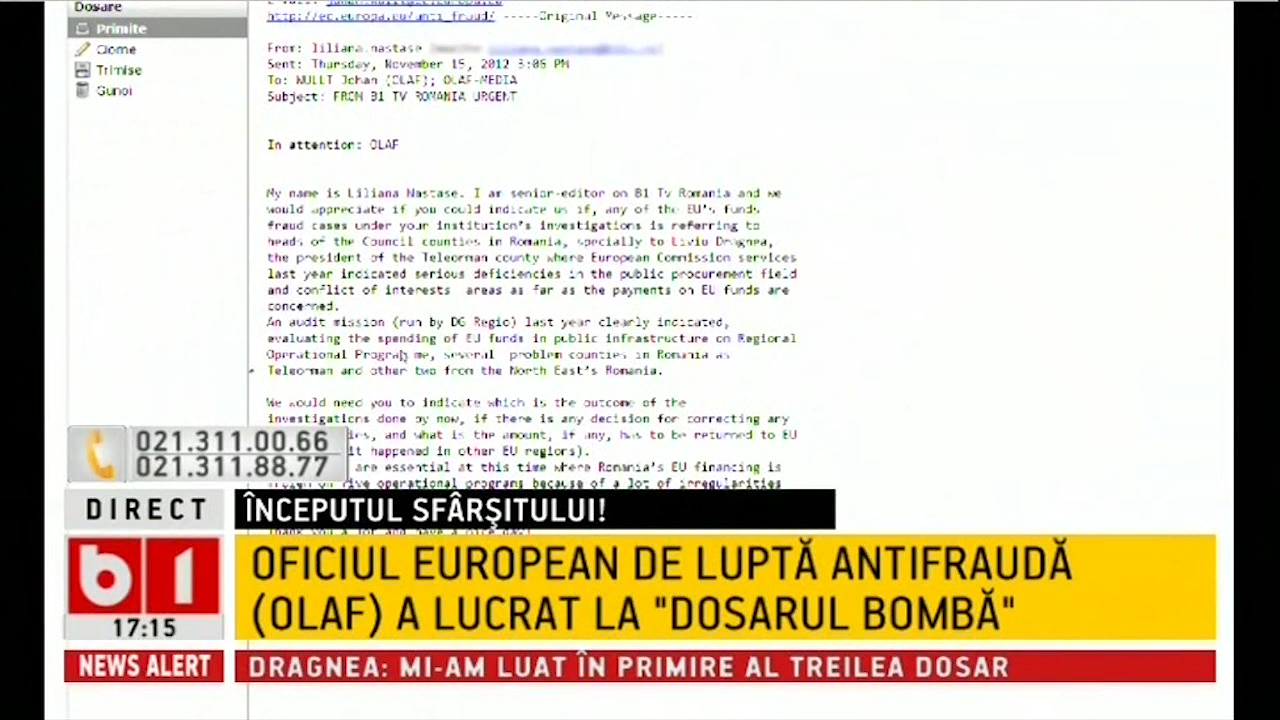 Dosare
Primite
Ciorne
Trimise
Gunoi
http://ec.europa.eu/anti_fraud/ -----Original Message-----
From: liliana.nastase
Sent: Thursday, November 15, 2012 3:06 PM
To: WULLT Johan (OLAF); OLAF-MEDIA
Subject: FROM B1 TV ROMANIA URGENT
In attention: OLAF
My name is Liliana Nastase. I am senior-editor on B1 Tv Romania and we
would appreciate if you could indicate us if, any of the EU's funds
fraud cases under your institution's investigations is referring to
heads of the Council counties in Romania, specially to Liviu Dragnea,
the president of the Teleorman county where European Commission services
last year indicated serious deficiencies in the public procurement field
and conflict of interests areas as far as the payments on EU funds are
concerned.
An audit mission (run by DG Regio) last year clearly indicated,
evaluating the spending of EU funds in public infrastructure on Regional
Operational Programme, several problem counties in Romania as
Teleorman and other two from the North East's Romania.
We would need you to indicate which is the outcome of the
investigations done by now, if there is any decision for correcting any
ies, and what is the amount, if any, has to be returned to EU
it happened in other EU regions).
are essential at this time where Romania's EU financing is
operational programs because of a lot of irregularities
Thank you a lot and have a nice day!
021.311.00.66
021.311.88.77
DIRECT
ÎNCEPUTUL SFÂRŞITULUI!
b1
17:15
OFICIUL EUROPEAN DE LUPTĂ ANTIFRAUDĂ
(OLAF) A LUCRAT LA "DOSARUL BOMBĂ"
NEWS ALERT
DRAGNEA: MI-AM LUAT ÎN PRIMIRE AL TREILEA DOSAR